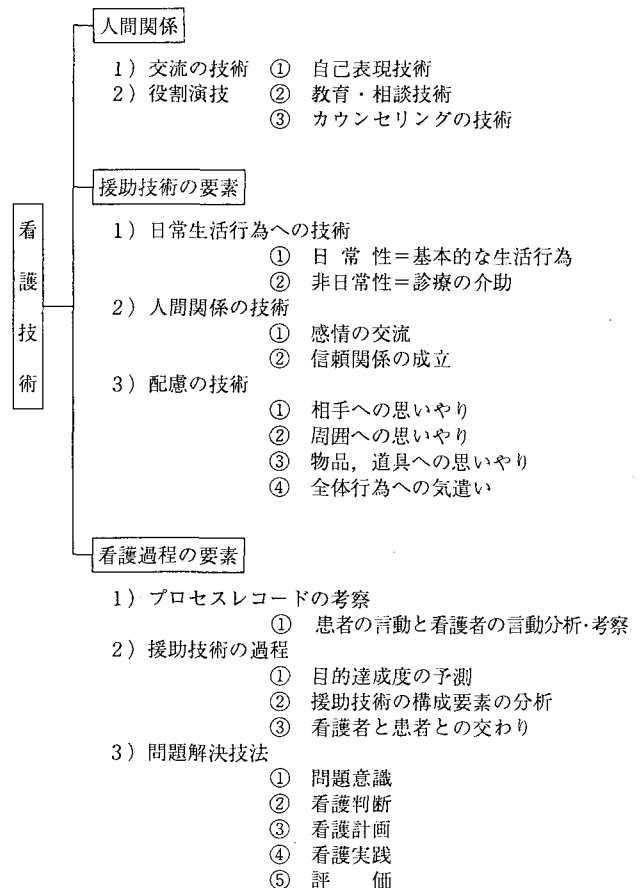 人間関係
1）交流の技術　①　自己表現技術
2）役割演技　②　教育・相談技術
③　カウンセリングの技術
援助技術の要素
看護技術
1）日常生活行為への技術
①　日 常 性＝基本的な生活行為
②　非日常性＝診療の介助
2）人間関係の技術
①　感情の交流
②　信頼関係の成立
3）配慮の技術
①　相手への思いやり
②　周囲への思いやり
③　物品，道具への思いやり
④　全体行為への気遣い
看護過程の要素
1）プロセスレコードの考察
①　患者の言動と看護者の言動分析・考察
2）援助技術の過程
①　目的達成度の予測
②　援助技術の構成要素の分析
③　看護者と患者との交わり
3）問題解決技法
①　問題意識
②　看護判断
③　看護計画
④　看護実践
⑤　評　　価